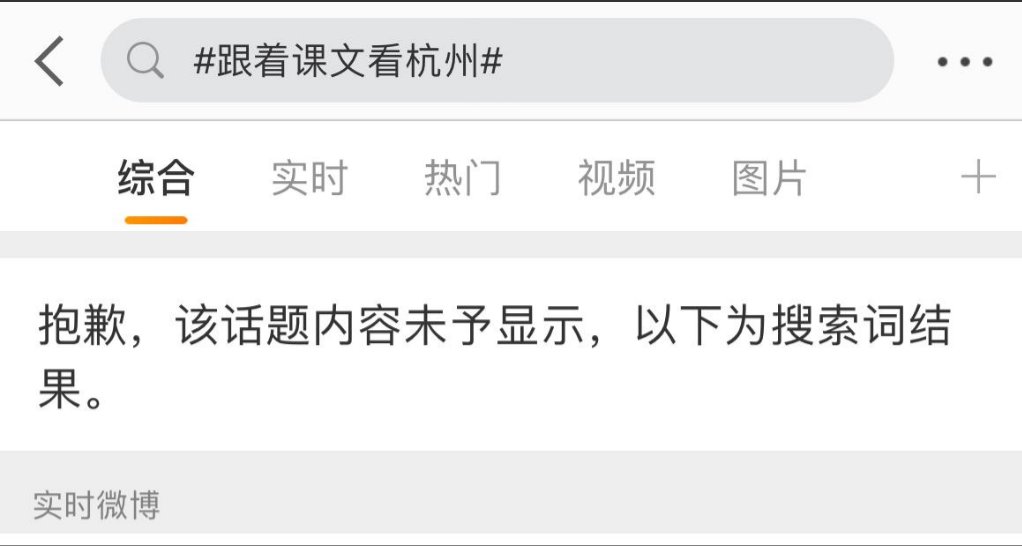 #跟着课文看杭州#
综合 实时 热门 视频 图片
抱歉，该话题内容未予显示，以下为搜索词结
果。
实时微博